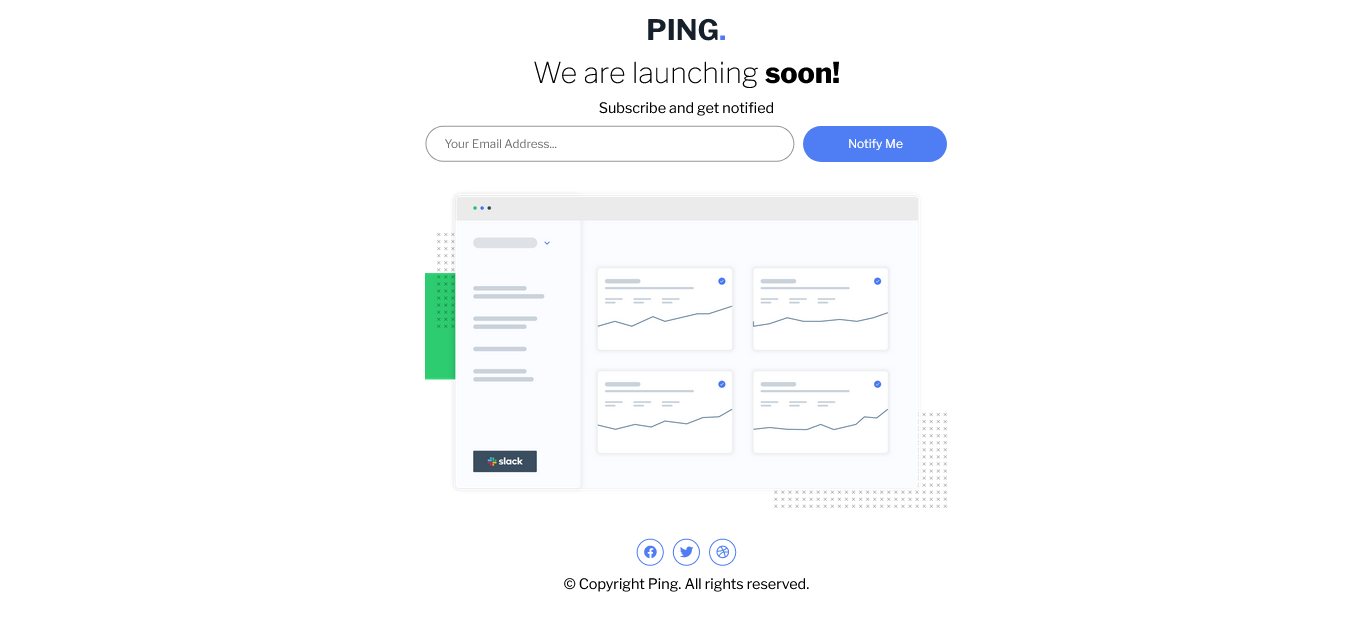 PING.
We are launching soon!
Subscribe and get notified
Your Email Address...
Notify Me
slack
© Copyright Ping. All rights reserved.